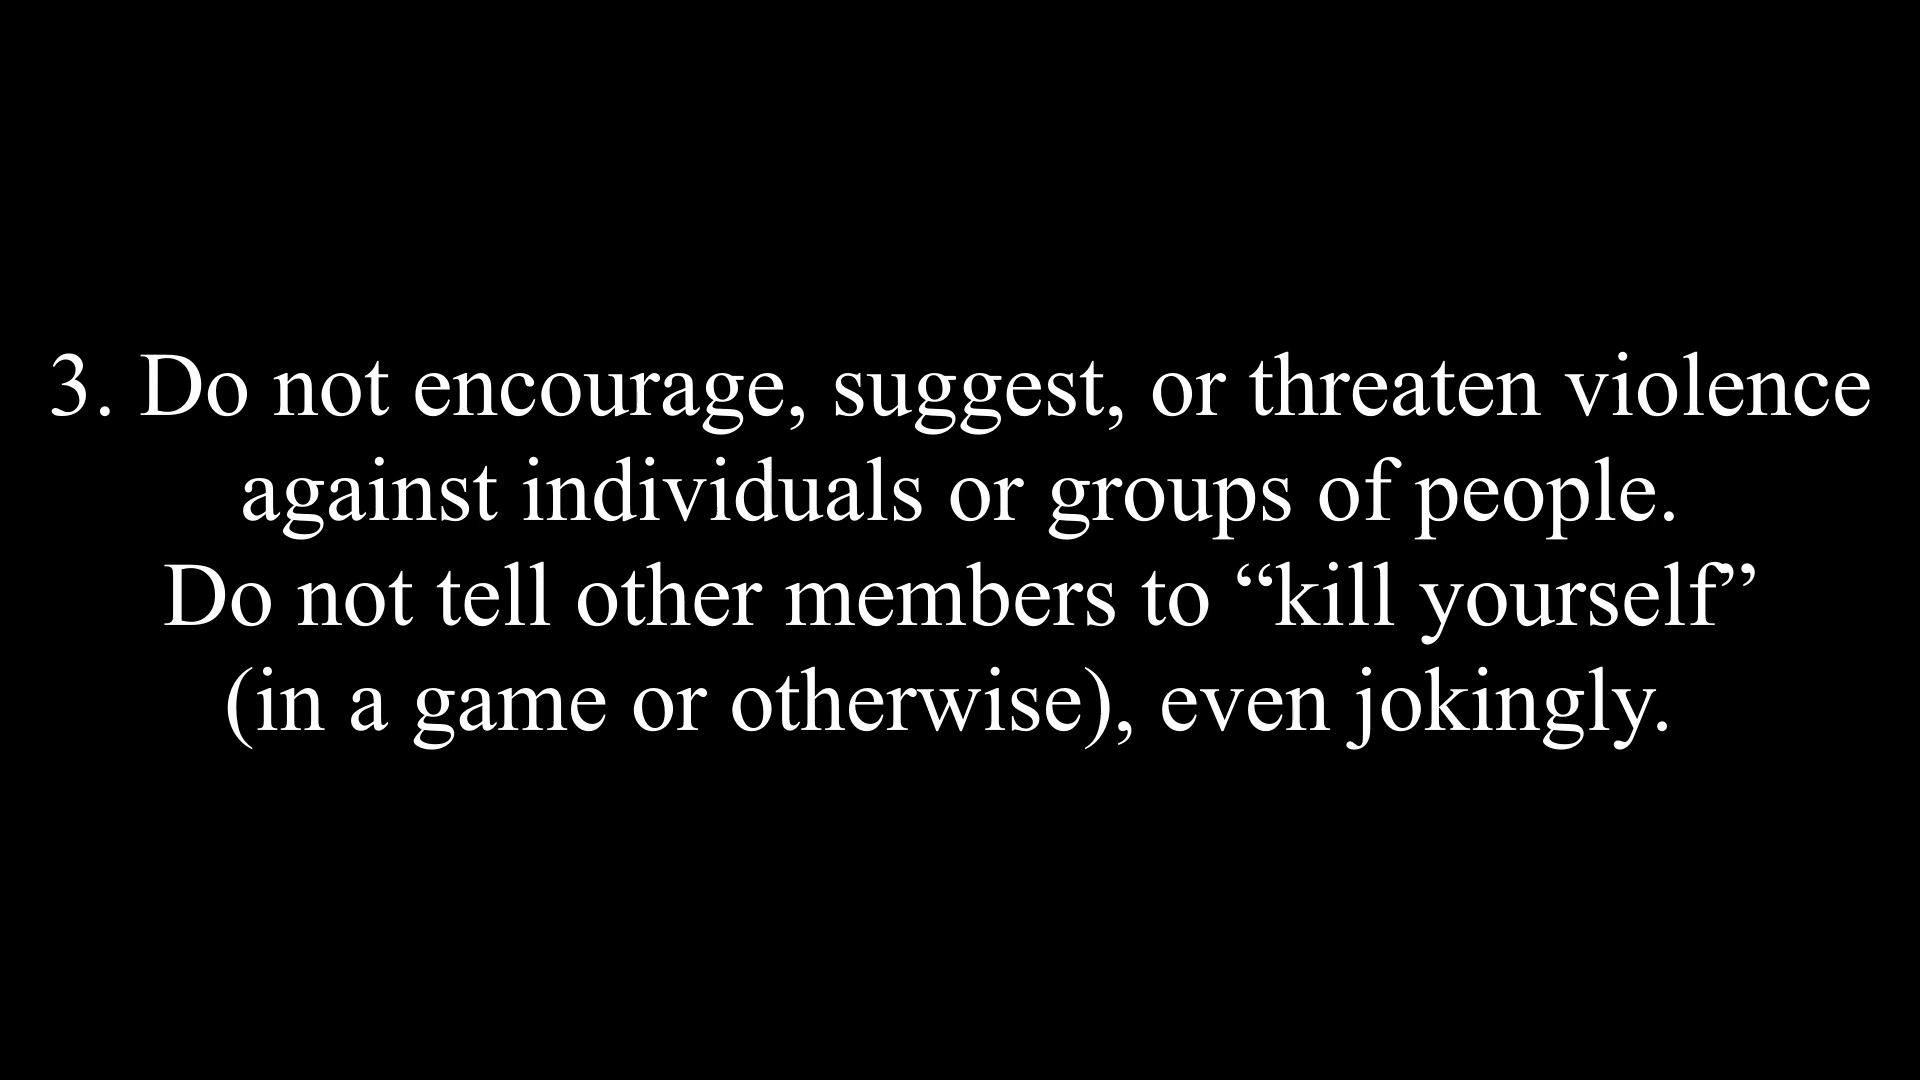 3. Do not encourage, suggest, or threaten violence
against individuals or groups of people.
Do not tell other members to “kill yourself”
(in a game or otherwise), even jokingly.